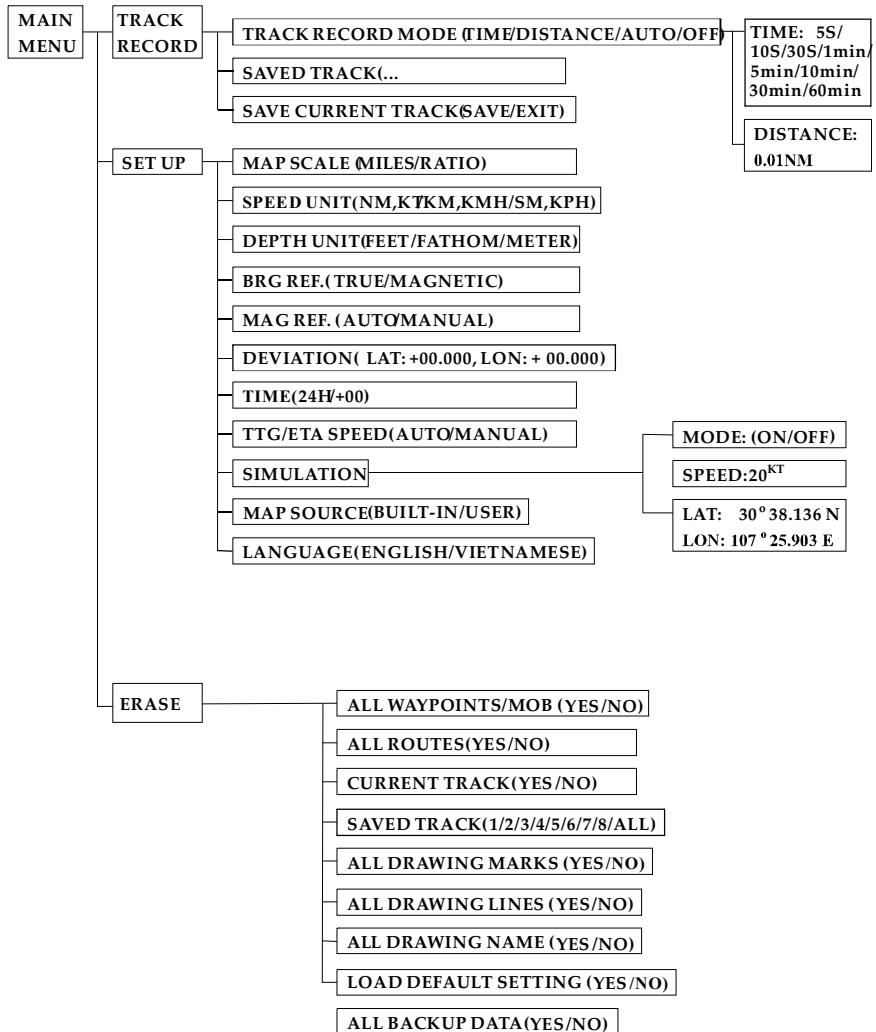 MAIN
MENU
TRACK
RECORD
TRACK RECORD MODE (TIME/DISTANCE/AUTO/OFF)
TIME: 5S/
10S/30S/1min/
5min/10min/
30min/60min
SAVED TRACK(...
SAVE CURRENT TRACK(SAVE/EXIT)
DISTANCE:
0.01NM
SET UP
MAP SCALE (MILES/RATIO)
SPEED UNIT(NM,KT/KM,KMH/SM,KPH)
DEPTH UNIT(FEET/FATHOM/METER)
BRG REF.( TRUE/MAGNETIC)
MAG REF. (AUTO/MANUAL)
DEVIATION( LAT: +00.000, LON: + 00.000)
TIME(24H/+00)
TTG/ETA SPEED(AUTO/MANUAL)
SIMULATION
MODE: (ON/OFF)
SPEED:20KT
LAT: 30° 38.136 N
LON: 107° 25.903 E
MAP SOURCE(BUILT-IN/USER)
LANGUAGE(ENGLISH/VIETNAMESE)
ERASE
ALL WAYPOINTS/MOB (YES/NO)
ALL ROUTES(YES/NO)
CURRENT TRACK(YES/NO)
SAVED TRACK(1/2/3/4/5/6/7/8/ALL)
ALL DRAWING MARKS (YES/NO)
ALL DRAWING LINES (YES/NO)
ALL DRAWING NAME (YES/NO)
LOAD DEFAULT SETTING (YES/NO)
ALL BACKUP DATA(YES/NO)